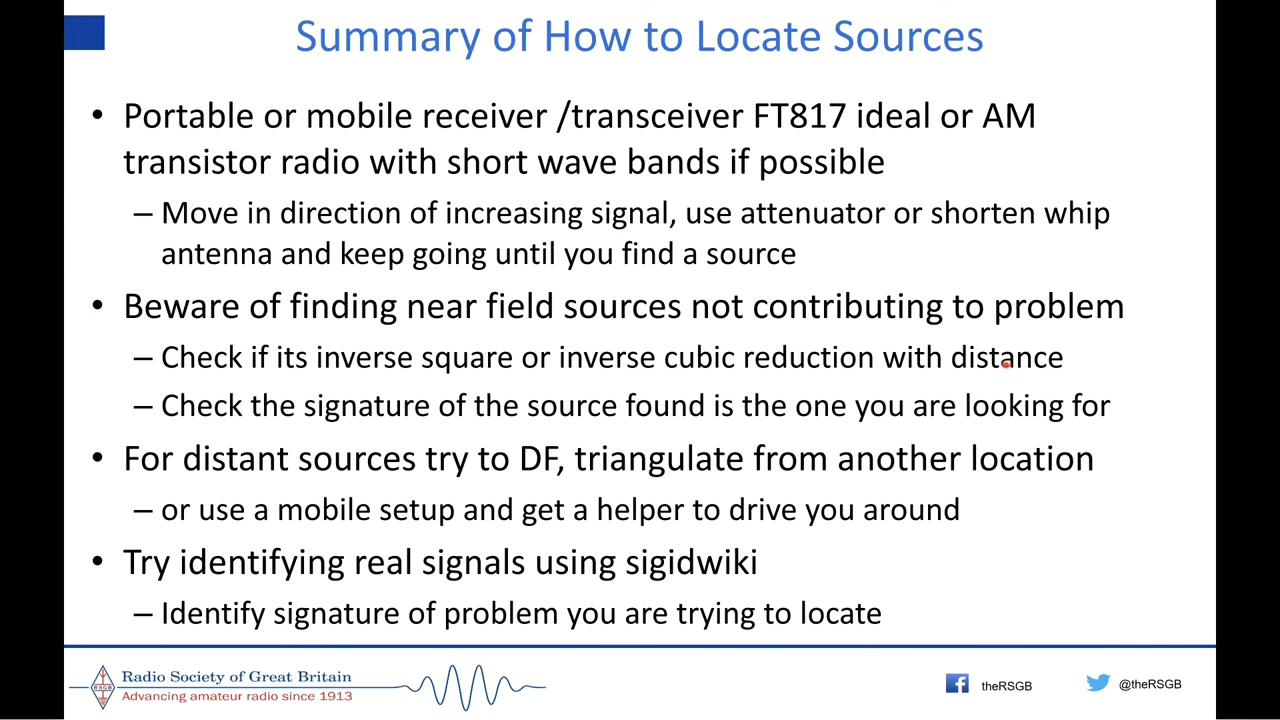 Summary of How to Locate Sources
• Portable or mobile receiver /transceiver FT817 ideal or AM
transistor radio with short wave bands if possible
– Move in direction of increasing signal, use attenuator or shorten whip
antenna and keep going until you find a source
• Beware of finding near field sources not contributing to problem
– Check if its inverse square or inverse cubic reduction with distance
– Check the signature of the source found is the one you are looking for
• For distant sources try to DF, triangulate from another location
– or use a mobile setup and get a helper to drive you around
• Try identifying real signals using sigidwiki
– Identify signature of problem you are trying to locate
RSGB
Radio Society of Great Britain
Advancing amateur radio since 1913
theRSGB
@theRSGB